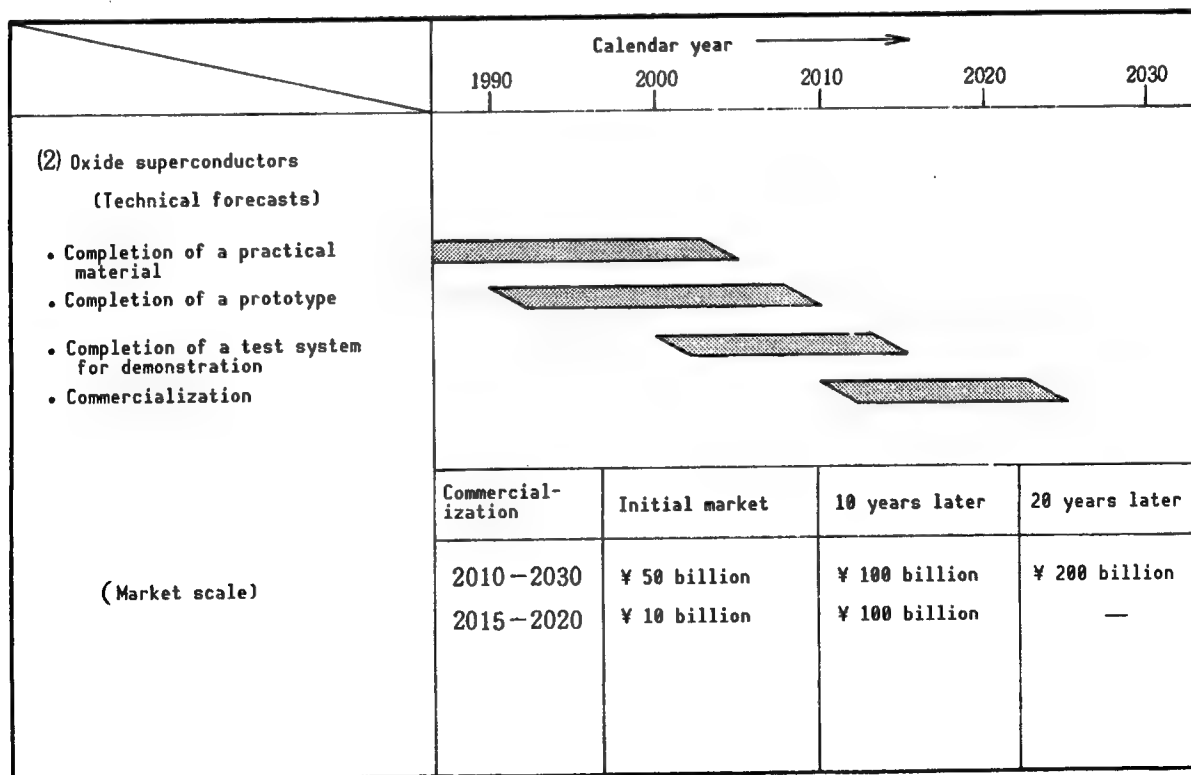 Calendar year
1990 2000 2010 2020 2030
(2) Oxide superconductors
(Technical forecasts)
• Completion of a practical
material
• Completion of a prototype
• Completion of a test system
for demonstration
• Commercialization
Commercial-
ization
Initial market
10 years later
20 years later
(Market scale)
2010-2030 ¥ 50 billion ¥ 100 billion ¥ 200 billion
2015-2020 ¥ 10 billion ¥ 100 billion —